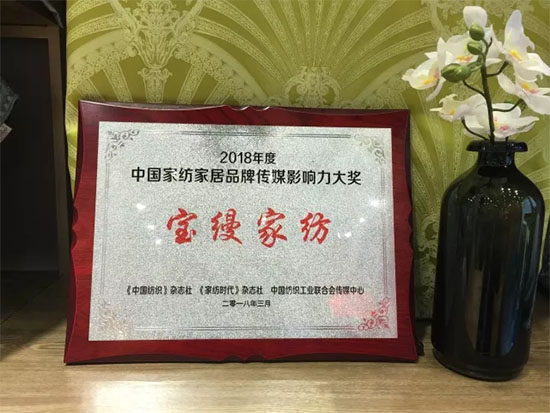 2018年度
中国家纺家居品牌传媒影响力大奖
宝缦家纺
《中国纺织》杂志社 《家纺时代》杂志社 中国纺织工业联合会传媒中心
二零一八年三月